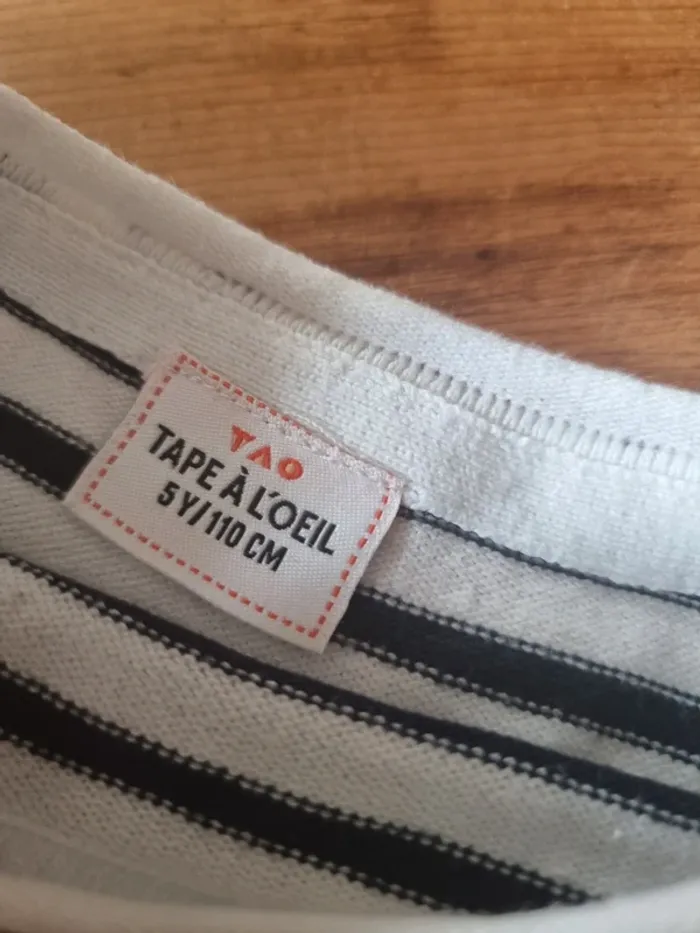 TAO
TAPE À L'OEIL
5 Y/110 CM